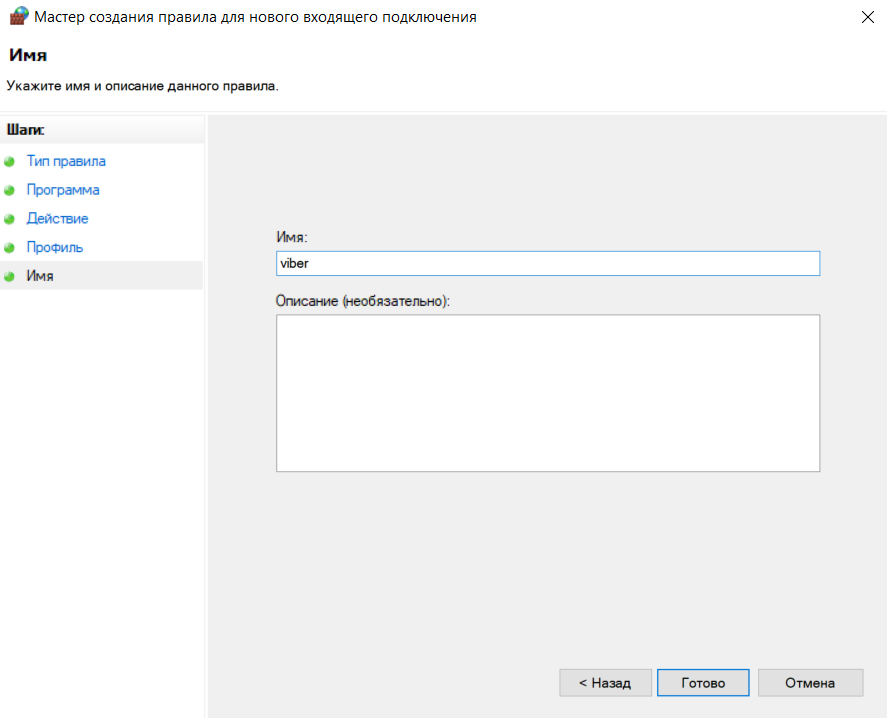 Мастер создания правила для нового входящего подключения
Имя
Укажите имя и описание данного правила.
Шаги:
Тип правила
Программа
Действие
Профиль
Имя
Имя:
viber
Описание (необязательно):
< Назад
Готово
Отмена